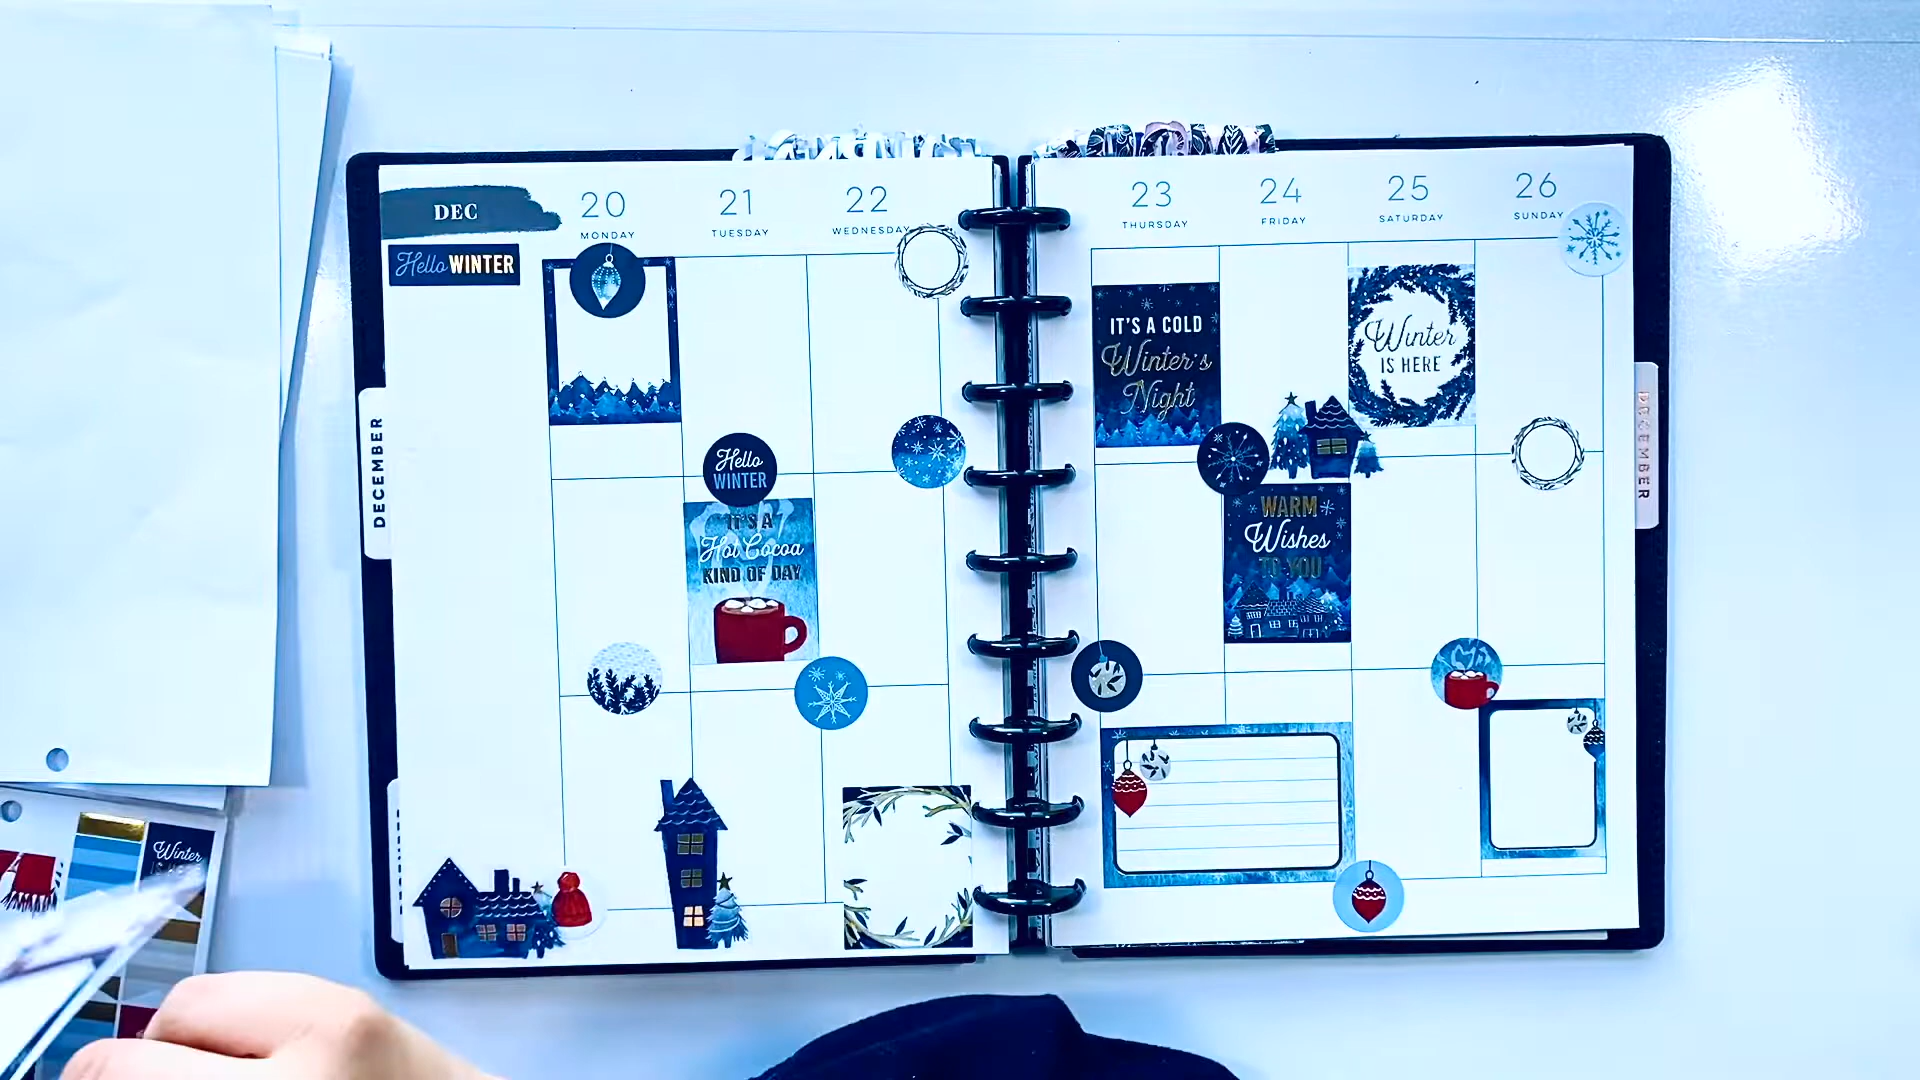 DEC
20
MONDAY
21
TUESDAY
22
WEDNESDAY
23
THURSDAY
24
FRIDAY
25
SATURDAY
26
SUNDAY
Hello WINTER
DECEMBER
Hello
WINTER
IT'S A
Hot Cocoa
KIND OF DAY
IT'S A COLD
Winter's
Night
Winter
IS HERE
WARM
Wishes
TO YOU
DECEMBER
Winter